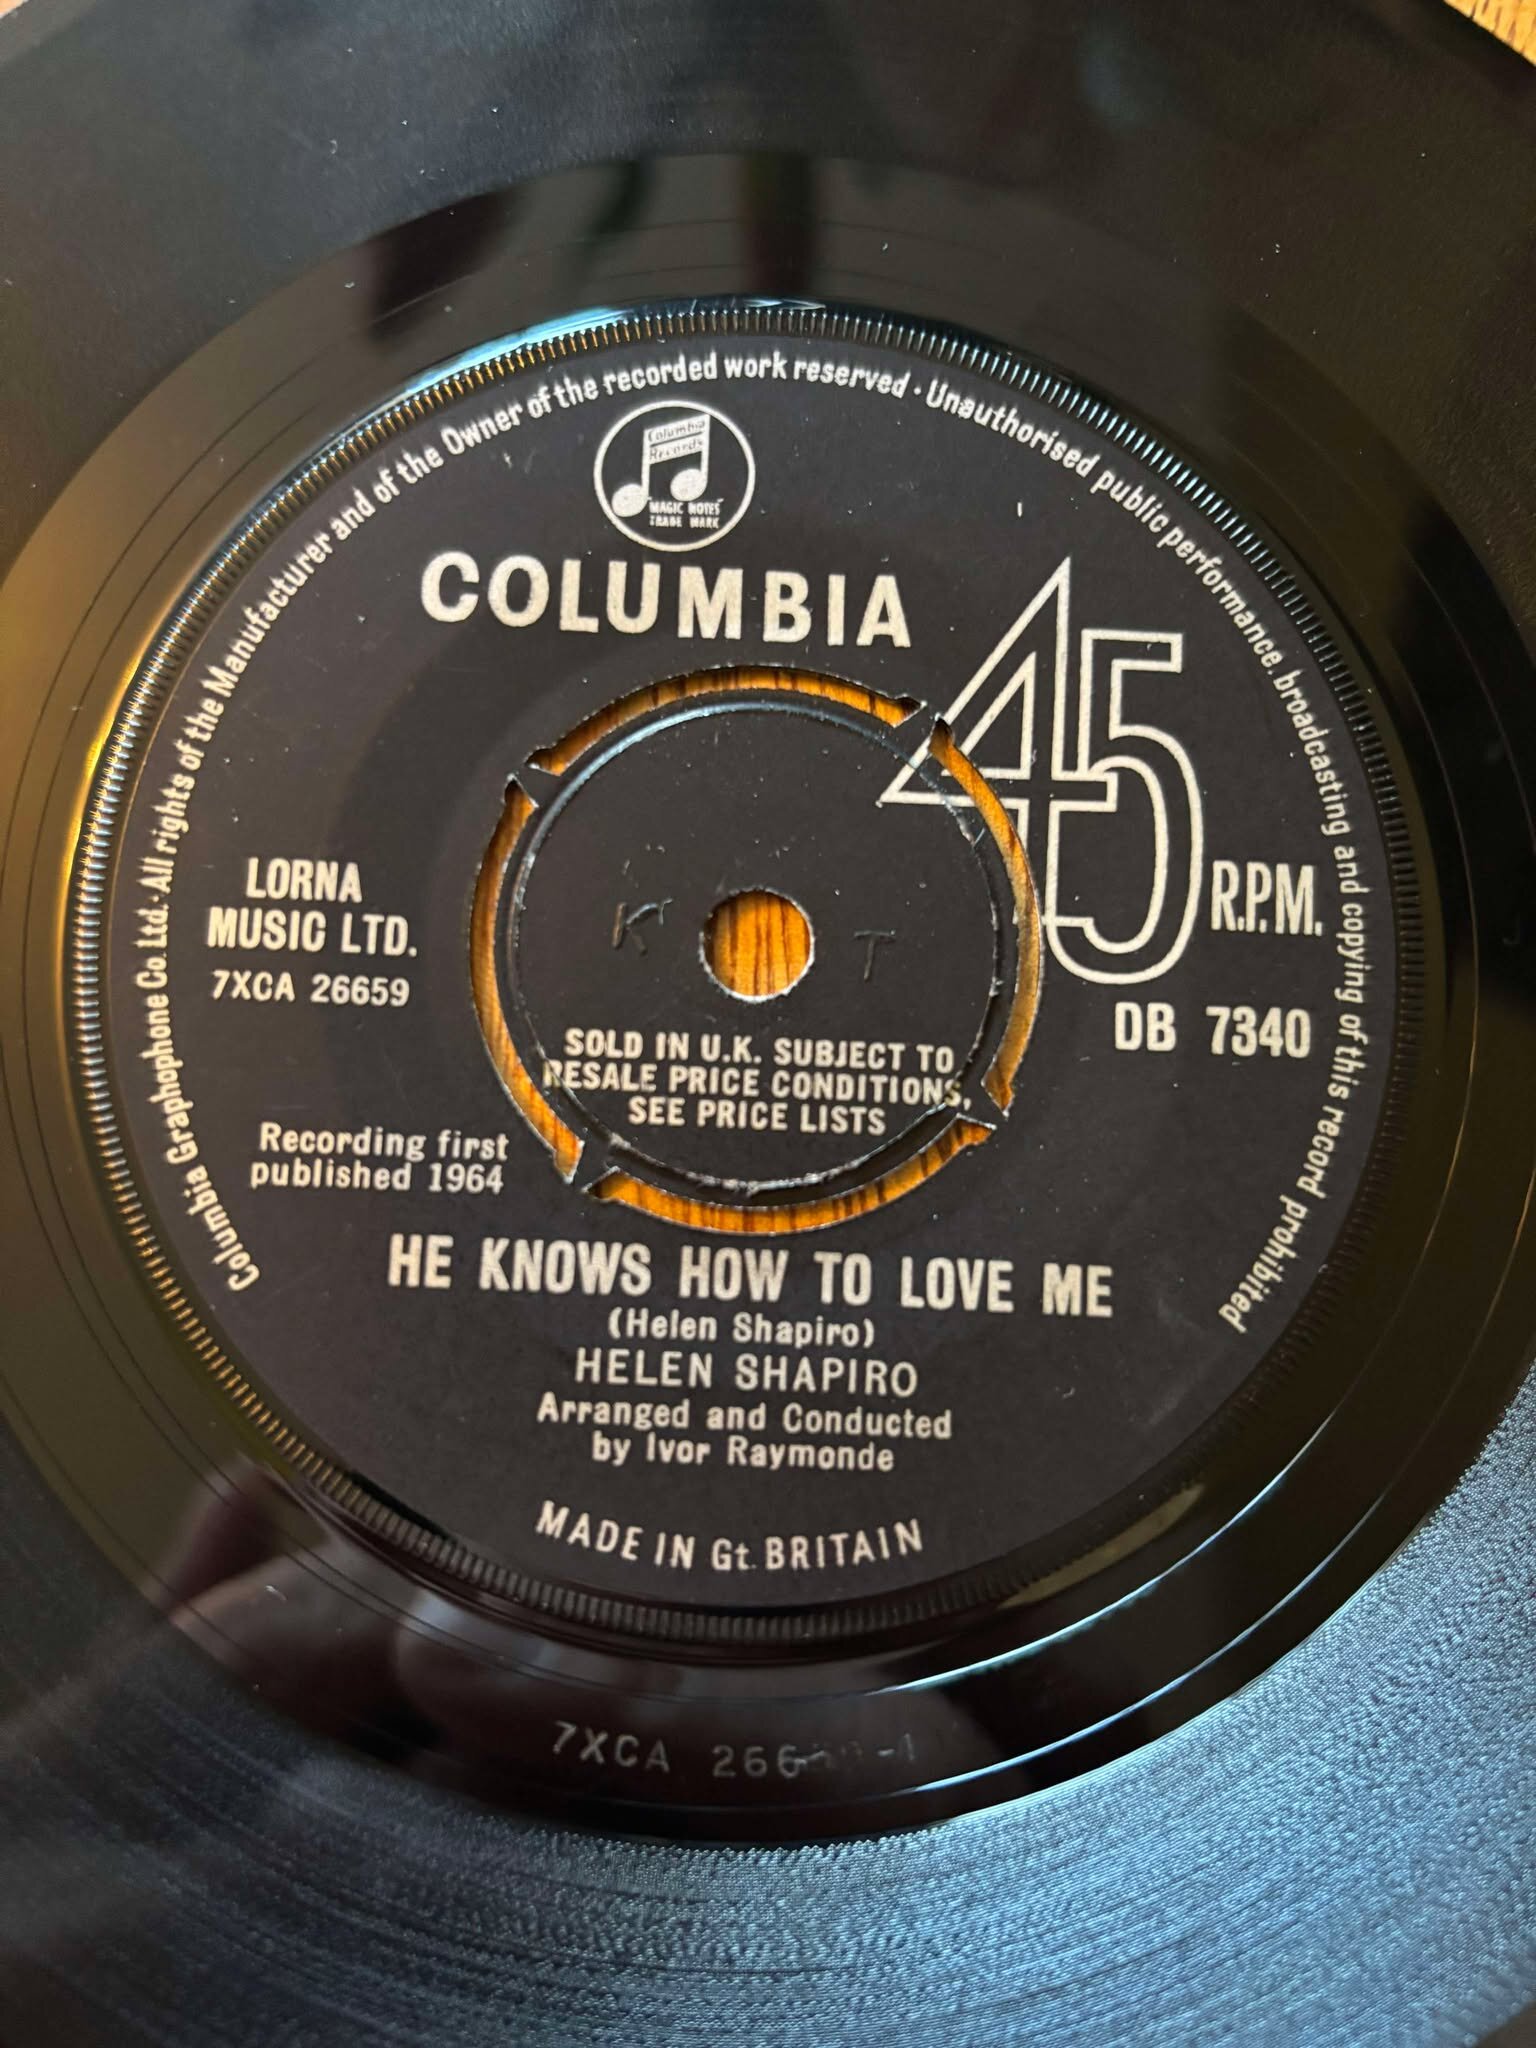 Columbia Graphophone Co. Ltd. · All rights of the Manufacturer and of the Owner of the recorded work reserved · Unauthorised public performance, broadcasting and copying of this record prohibited
Columbia
Records
"MAGIC NOTES"
TRADE MARK
COLUMBIA
45
R.P.M.
LORNA
MUSIC LTD.
7XCA 26659
DB 7340
K T
SOLD IN U.K. SUBJECT TO
RESALE PRICE CONDITIONS,
SEE PRICE LISTS
Recording first
published 1964
HE KNOWS HOW TO LOVE ME
(Helen Shapiro)
HELEN SHAPIRO
Arranged and Conducted
by Ivor Raymonde
MADE IN Gt. BRITAIN
7XCA